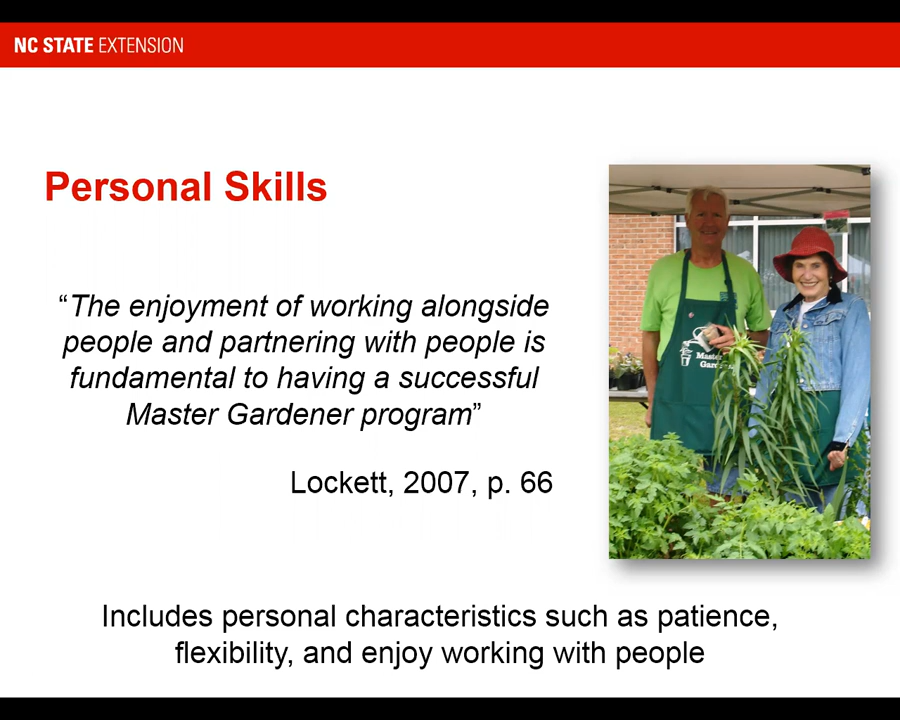 NC STATE EXTENSION
Personal Skills
“The enjoyment of working alongside
people and partnering with people is
fundamental to having a successful
Master Gardener program”
Lockett, 2007, p. 66
Master
Includes personal characteristics such as patience,
flexibility, and enjoy working with people